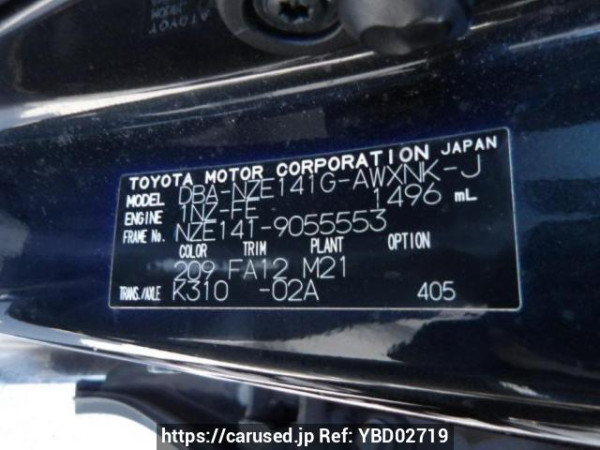 TOYOTA MOTOR CORPORATION JAPAN
MODEL DBA-NZE141G-AWXNK-J
ENGINE 1NZ-FE 1496 mL
FRAME No. NZE141-9055553
COLOR TRIM PLANT OPTION
209 FA12 M21
TRANS./AXLE K310 -02A 405
https://carused.jp Ref: YBD02719